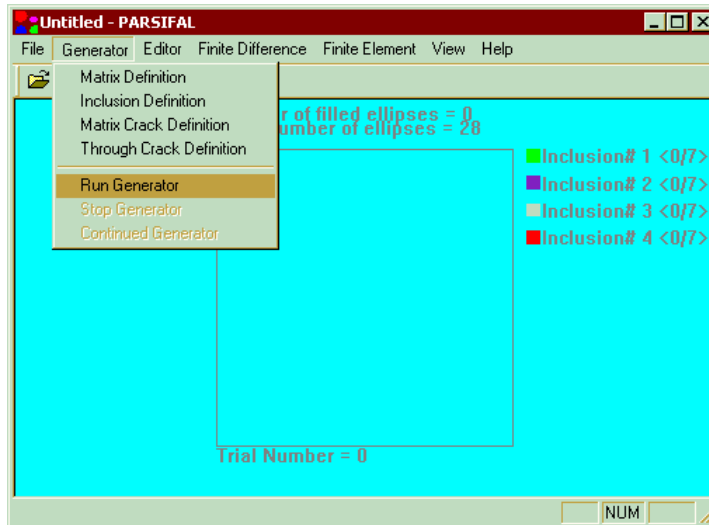 Untitled - PARSIFAL
File Generator Editor Finite Difference Finite Element View Help
Matrix Definition
Inclusion Definition
Matrix Crack Definition
Through Crack Definition
Run Generator
Stop Generator
Continued Generator
of filled ellipses = 0
of ellipses = 28
Inclusion# 1 <0/7>
Inclusion# 2 <0/7>
Inclusion# 3 <0/7>
Inclusion# 4 <0/7>
Trial Number = 0
NUM